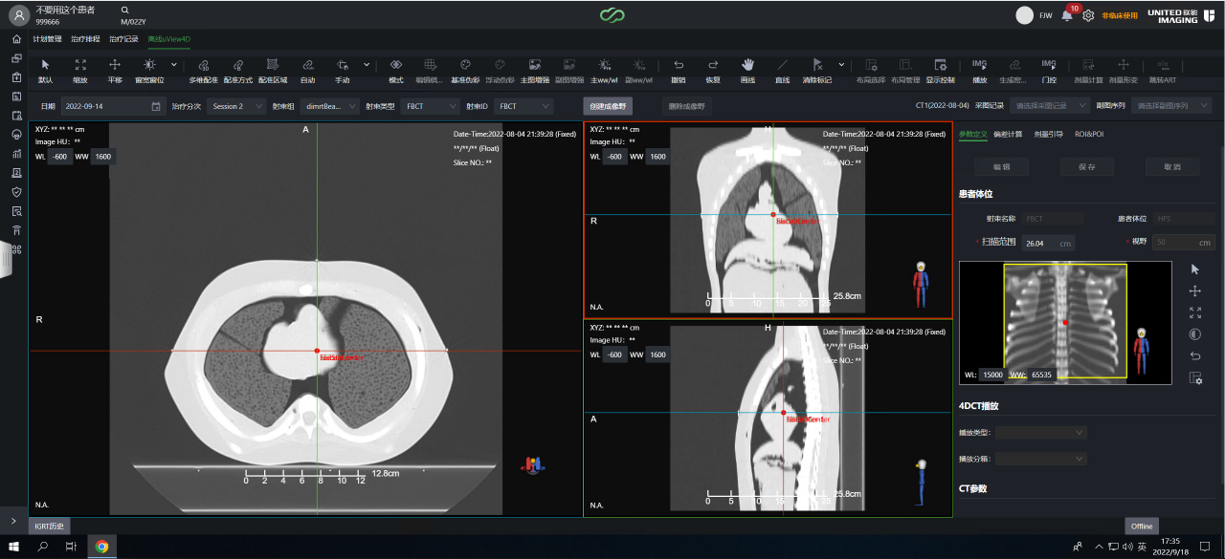 不要用这个患者
999666
M/022Y
FJW
10
非临床使用
UNITED 联影
IMAGING
计划管理 治疗排程 治疗记录 离线uView4D
默认 缩放 平移 窗宽窗位 多维配准 配准方式 配准区域 自动 手动 模式 基准伪彩 浮动伪彩 主图增强 副图增强 主ww/wl 副ww/wl 撤销 恢复 画线 直线 清除标记 布局选择 布局管理 显示控制 播放 门控 测量计算 测量形变 跳转ART
日期 2022-09-14 治疗分次 Session 2 射束组 dimrtBea... 射束类型 FBCT 射束ID FBCT 创建成像野 删除成像野 CT1(2022-08-04) 采图记录 请选择采图记录 副图序列 请选择副图序列
XYZ: ** ** ** cm
Image HU: **
WL -600 WW 1600
A
Date-Time:2022-08-04 21:39:28 (Fixed)
**/**/** (Float)
Slice NO.: **
R
12.8cm
0 2 4 6 8 10 12
N.A.
XYZ: ** ** ** cm
Image HU: **
WL -600 WW 1600
H
Date-Time:2022-08-04 21:39:28 (Fixed)
**/**/** (Float)
Slice NO.: **
R
25.8cm
0 5 10 15 20 25
N.A.
XYZ: ** ** ** cm
Image HU: **
WL -600 WW 1600
H
Date-Time:2022-08-04 21:39:28 (Fixed)
**/**/** (Float)
Slice NO.: **
A
25.8cm
0 5 10 15 20 25
N.A.
参数定义 偏差计算 剂量引导 ROI&POI
编辑 保存 取消
患者体位
射束名称 FBCT 患者体位 HFS
* 扫描范围 26.04 cm * 视野 50 cm
WL: 15000 WW: 65535
4DCT播放
播放类型:
播放分箱:
CT参数
IGRT历史
Offline
英
17:35
2022/9/18